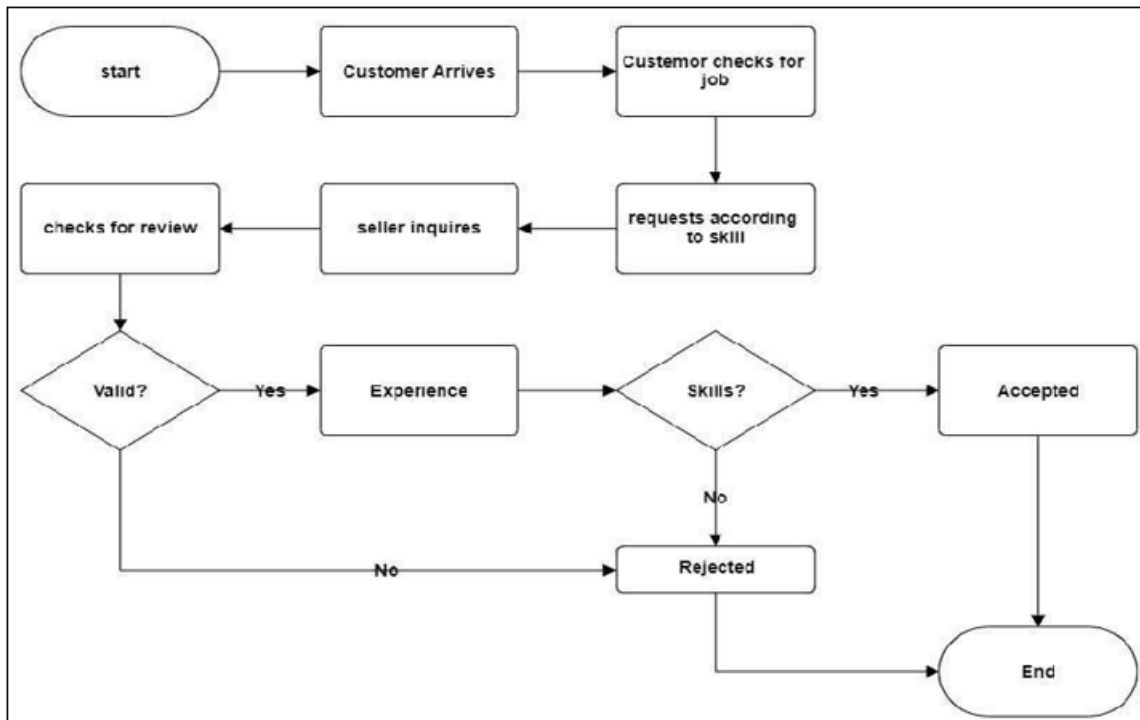 start
Customer Arrives
Custemor checks for
job
checks for review
seller inquires
requests according
to skill
Valid?
Yes
Experience
Skills?
Yes
Accepted
No
No
Rejected
End